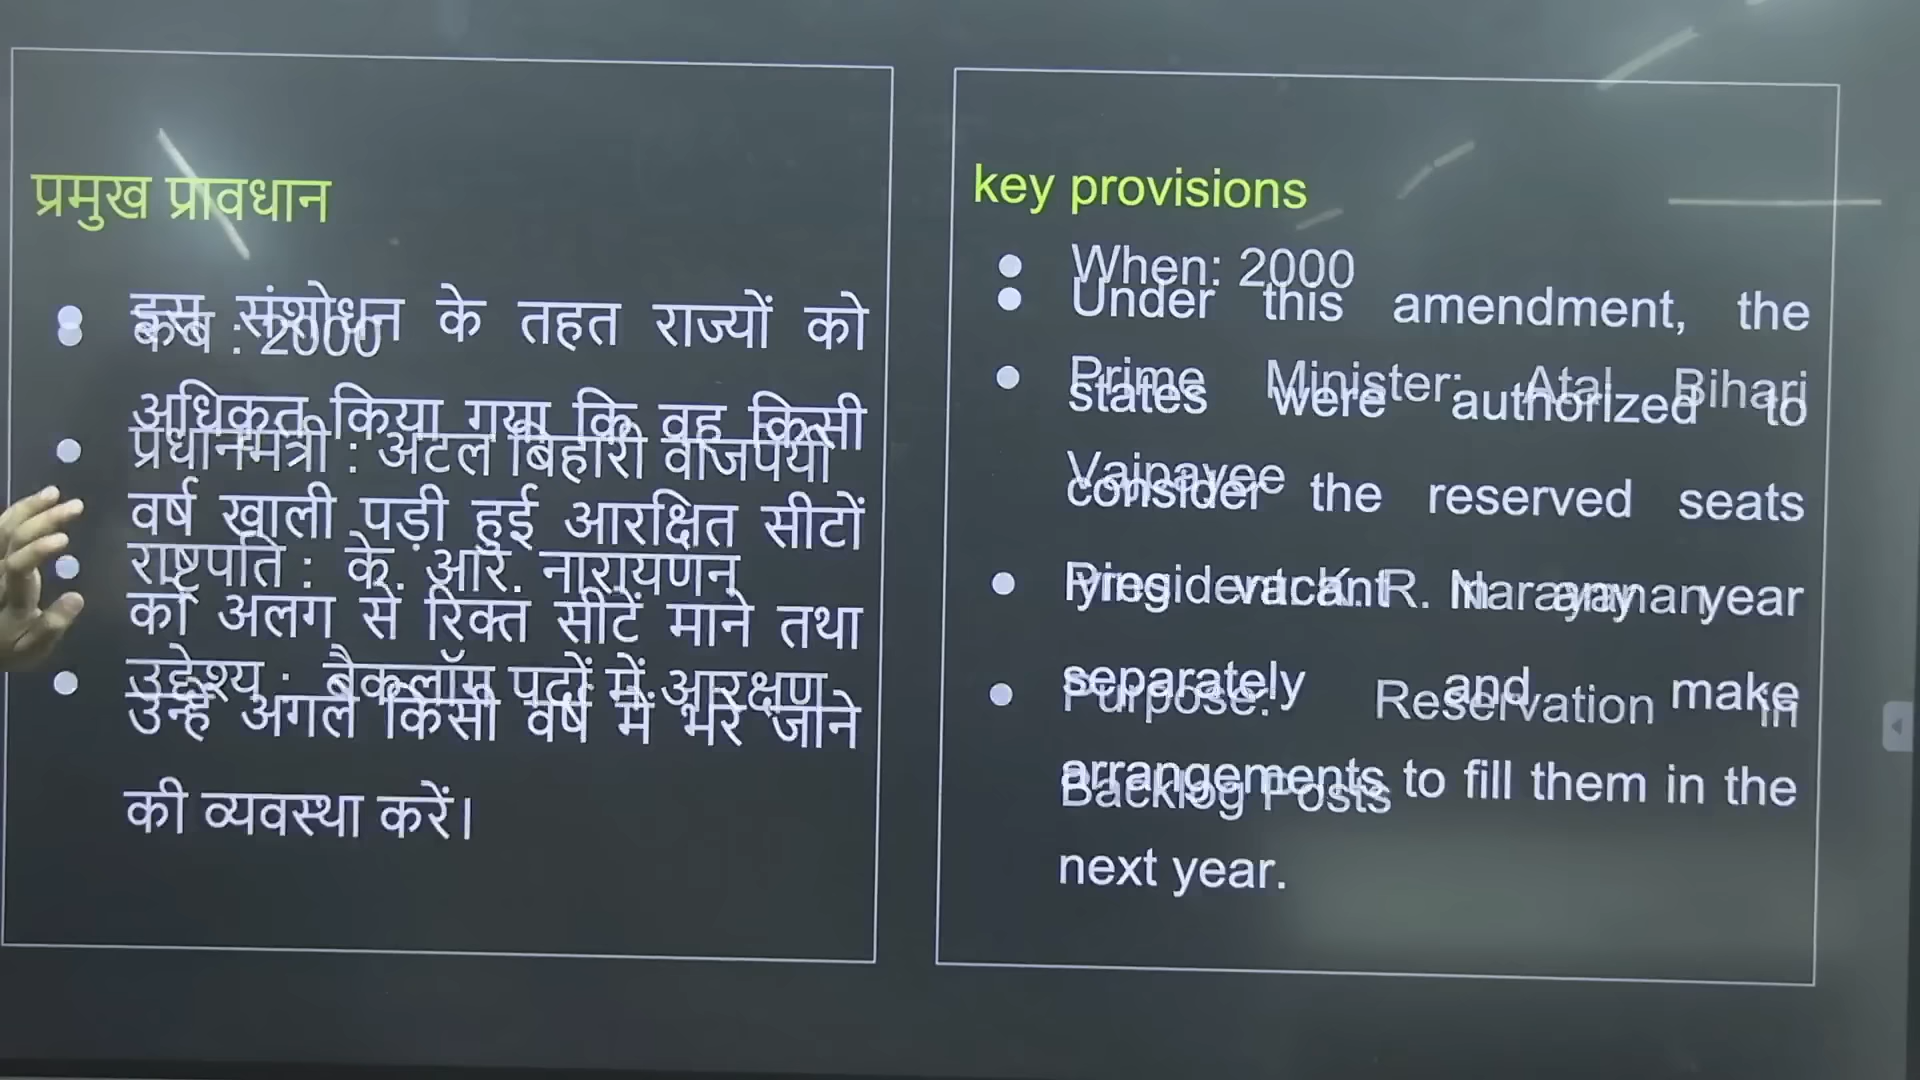 प्रमुख प्रावधान
कब : 2000
प्रधानमंत्री : अटल बिहारी वाजपेयी
राष्ट्रपति : के. आर. नारायणन
उद्देश्य : बैकलॉग पदों में आरक्षण
इस संशोधन के तहत राज्यों को
अधिकृत किया गया कि वह किसी
वर्ष खाली पड़ी हुई आरक्षित सीटों
को अलग से रिक्त सीटें माने तथा
उन्हें अगले किसी वर्ष में भरे जाने
की व्यवस्था करें।
key provisions
When: 2000
Prime Minister: Atal Bihari
Vajpayee
President: K. R. Narayanan
Purpose: Reservation in
Backlog Posts
Under this amendment, the
states were authorized to
consider the reserved seats
lying vacant in any year
separately and make
arrangements to fill them in the
next year.